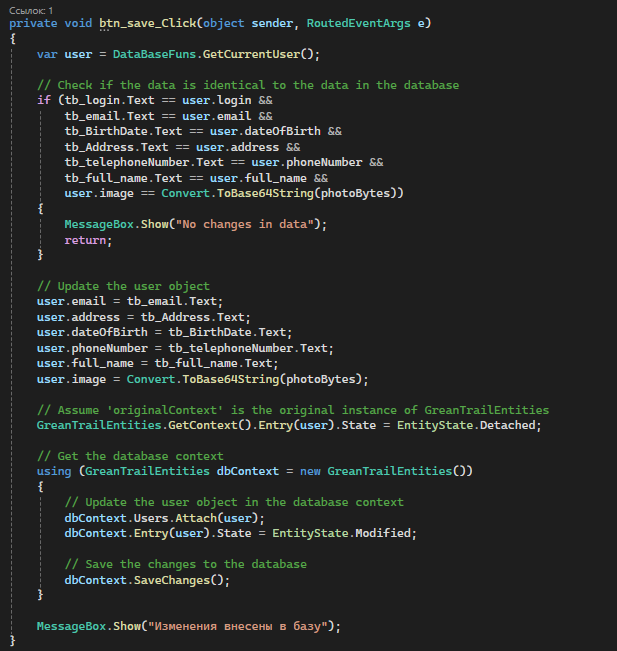 Ссылок: 1
private void btn_save_Click(object sender, RoutedEventArgs e)
{
    var user = DataBaseFuns.GetCurrentUser();

    // Check if the data is identical to the data in the database
    if (tb_login.Text == user.login &&
        tb_email.Text == user.email &&
        tb_BirthDate.Text == user.dateOfBirth &&
        tb_Address.Text == user.address &&
        tb_telephoneNumber.Text == user.phoneNumber &&
        tb_full_name.Text == user.full_name &&
        user.image == Convert.ToBase64String(photoBytes))
    {
        MessageBox.Show("No changes in data");
        return;
    }

    // Update the user object
    user.email = tb_email.Text;
    user.address = tb_Address.Text;
    user.dateOfBirth = tb_BirthDate.Text;
    user.phoneNumber = tb_telephoneNumber.Text;
    user.full_name = tb_full_name.Text;
    user.image = Convert.ToBase64String(photoBytes);

    // Assume 'originalContext' is the original instance of GreanTrailEntities
    GreanTrailEntities.GetContext().Entry(user).State = EntityState.Detached;

    // Get the database context
    using (GreanTrailEntities dbContext = new GreanTrailEntities())
    {
        // Update the user object in the database context
        dbContext.Users.Attach(user);
        dbContext.Entry(user).State = EntityState.Modified;

        // Save the changes to the database
        dbContext.SaveChanges();
    }

    MessageBox.Show("Изменения внесены в базу");
}